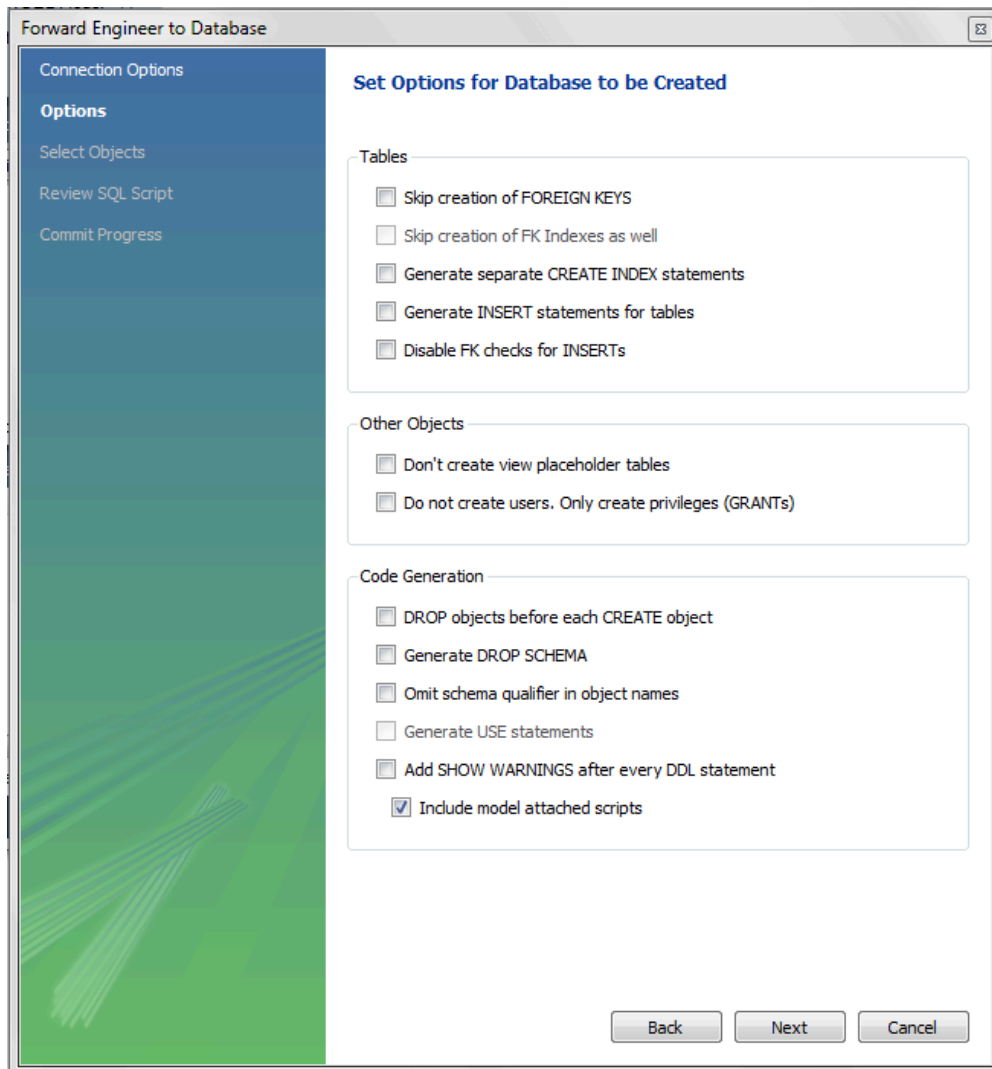 Forward Engineer to Database
Connection Options
Options
Select Objects
Review SQL Script
Commit Progress
Set Options for Database to be Created
Tables
Skip creation of FOREIGN KEYS
Skip creation of FK Indexes as well
Generate separate CREATE INDEX statements
Generate INSERT statements for tables
Disable FK checks for INSERTs
Other Objects
Don't create view placeholder tables
Do not create users. Only create privileges (GRANTs)
Code Generation
DROP objects before each CREATE object
Generate DROP SCHEMA
Omit schema qualifier in object names
Generate USE statements
Add SHOW WARNINGS after every DDL statement
Include model attached scripts
Back Next Cancel